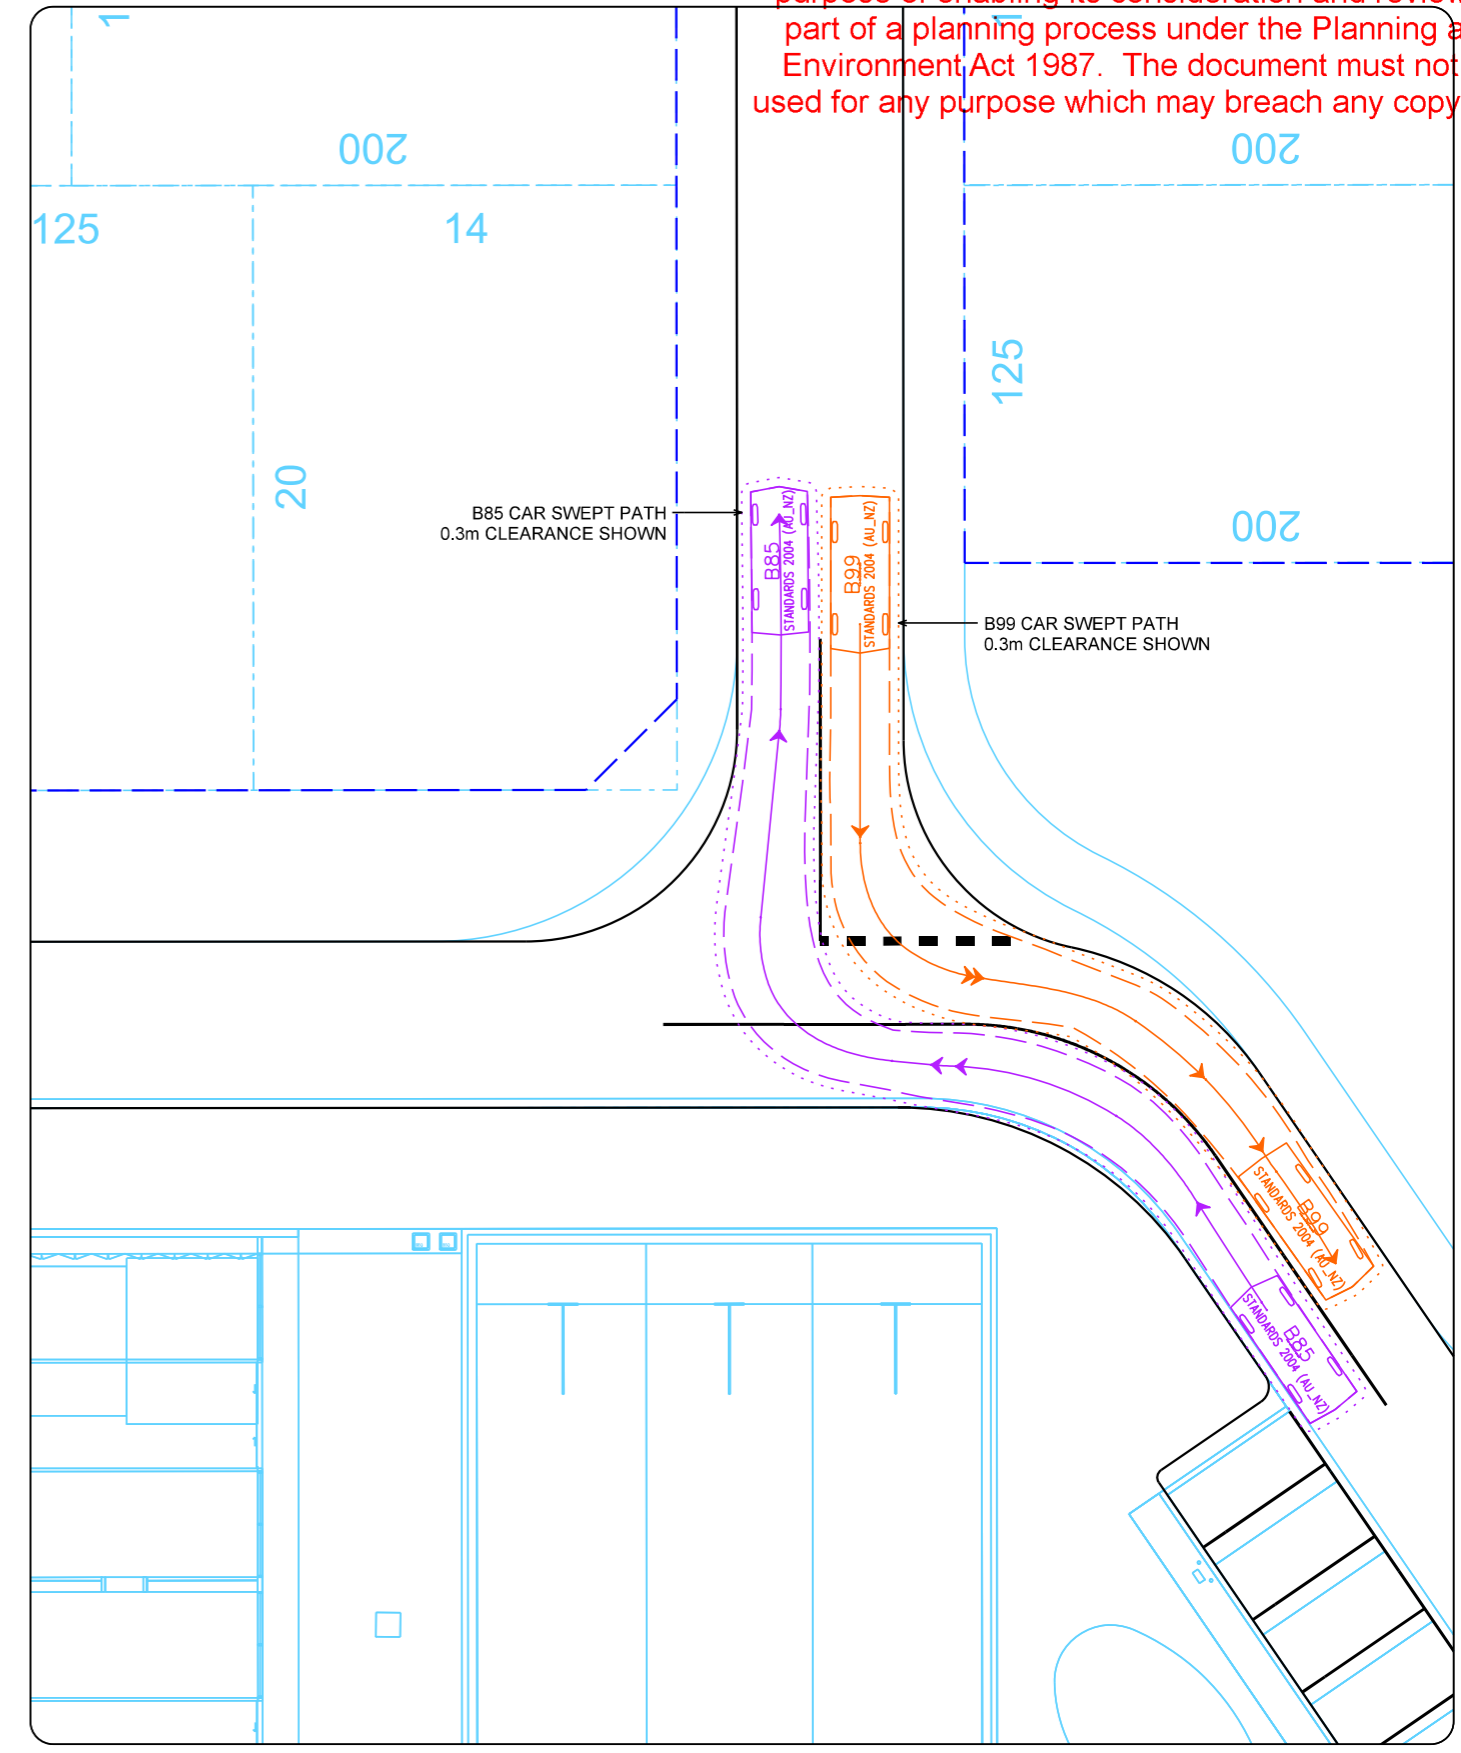 part of a planning process under the Planning
Environment Act 1987. The document must not
used for any purpose which may breach any
1
1
200
200
125
14
125
20
200
B85 CAR SWEPT PATH
0.3m CLEARANCE SHOWN
B85
STANDARDS 2004 (AU_NZ)
B99
STANDARDS 2004 (AU_NZ)
B99 CAR SWEPT PATH
0.3m CLEARANCE SHOWN
B99
STANDARDS 2004 (AU_NZ)
B85
STANDARDS 2004 (AU_NZ)